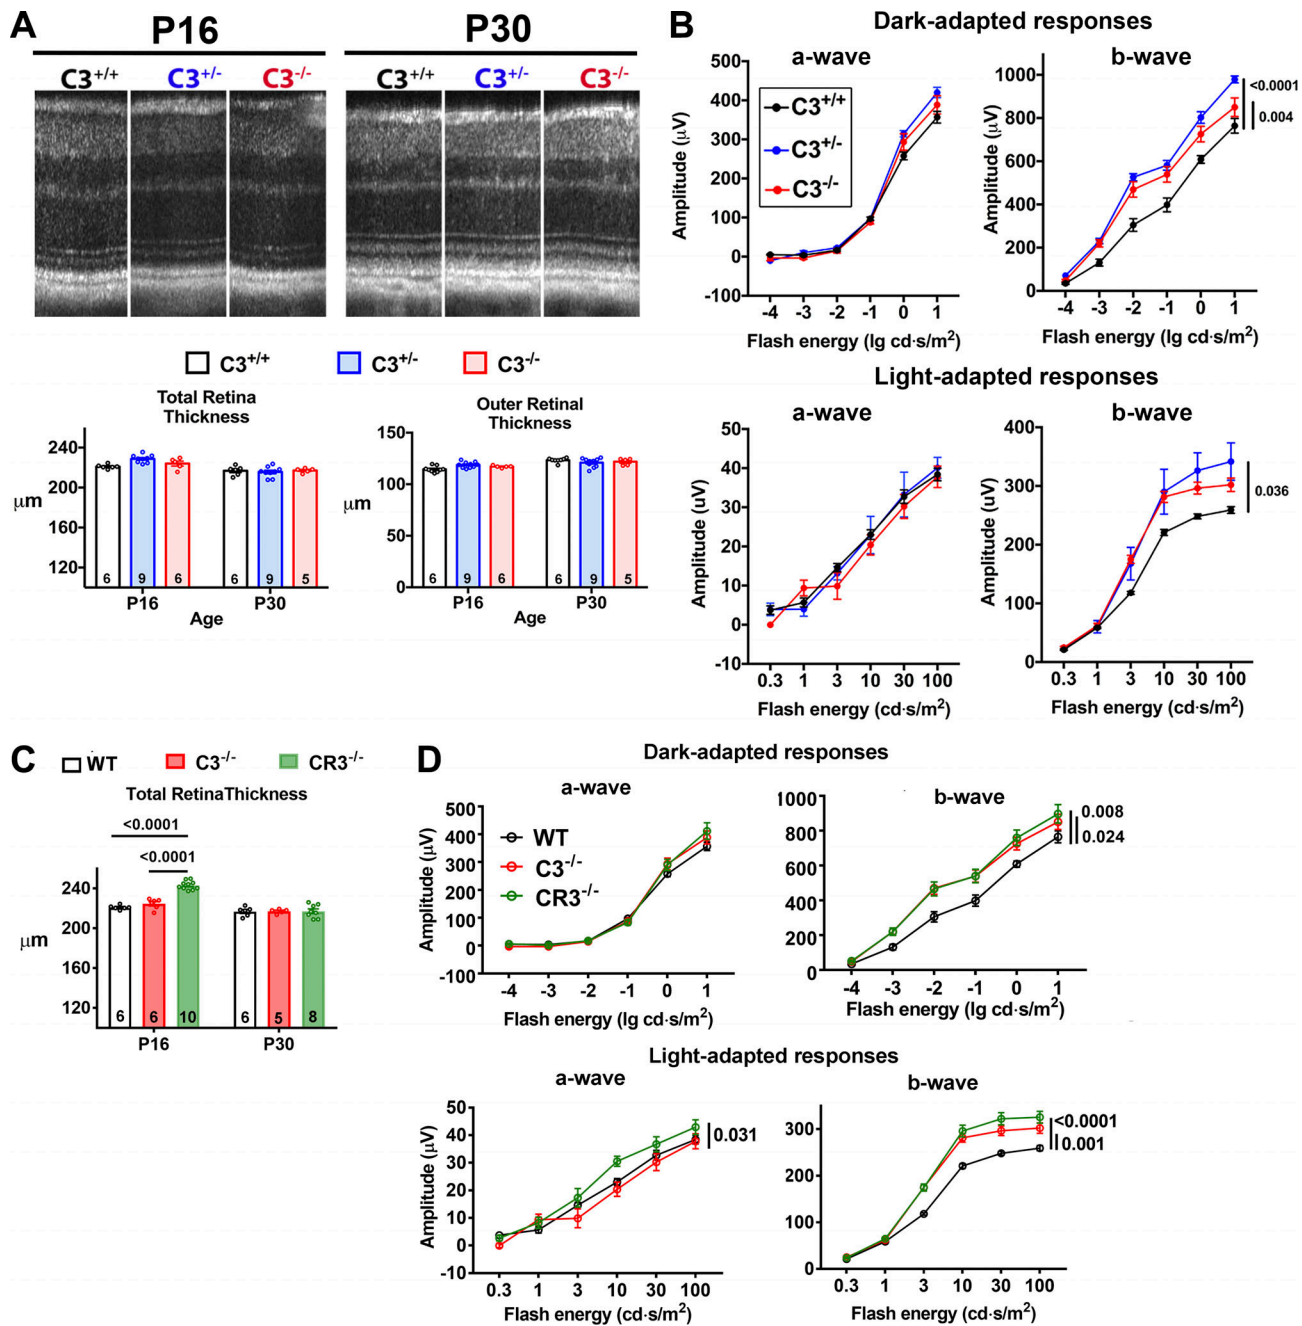 A
P16
P30
C3+/+ C3+/- C3-/- C3+/+ C3+/- C3-/-
C3+/+ C3+/- C3-/-
Total Retina
Thickness
240
200
160
120
μm
6 9 6 6 9 5
P16 P30
Age
Outer Retinal
Thickness
150
100
50
0
μm
6 9 6 6 9 5
P16 P30
Age
B
Dark-adapted responses
a-wave
500
400
300
200
100
0
-100
Amplitude (μV)
C3+/+
C3+/-
C3-/-
-4 -3 -2 -1 0 1
Flash energy (lg cd·s/m2)
b-wave
1000
800
600
400
200
0
Amplitude (μV)
<0.0001
0.004
-4 -3 -2 -1 0 1
Flash energy (lg cd·s/m2)
Light-adapted responses
a-wave
50
40
30
20
10
0
-10
Amplitude (uV)
0.3 1 3 10 30 100
Flash energy (cd·s/m2)
b-wave
400
300
200
100
0
Amplitude (uV)
0.036
0.3 1 3 10 30 100
Flash energy (cd·s/m2)
C
WT C3-/- CR3-/-
Total RetinaThickness
<0.0001
<0.0001
240
200
160
120
μm
6 6 10 6 5 8
P16 P30
D
Dark-adapted responses
a-wave
400
300
200
100
0
-100
Amplitude (μV)
WT
C3-/-
CR3-/-
-4 -3 -2 -1 0 1
Flash energy (lg cd·s/m2)
b-wave
1000
800
600
400
200
0
0.008
0.024
-4 -3 -2 -1 0 1
Flash energy (lg cd·s/m2)
Light-adapted responses
a-wave
50
40
30
20
10
0
-10
Amplitude (μV)
0.031
0.3 1 3 10 30 100
Flash energy (cd·s/m2)
b-wave
300
200
100
0
<0.0001
0.001
0.3 1 3 10 30 100
Flash energy (cd·s/m2)